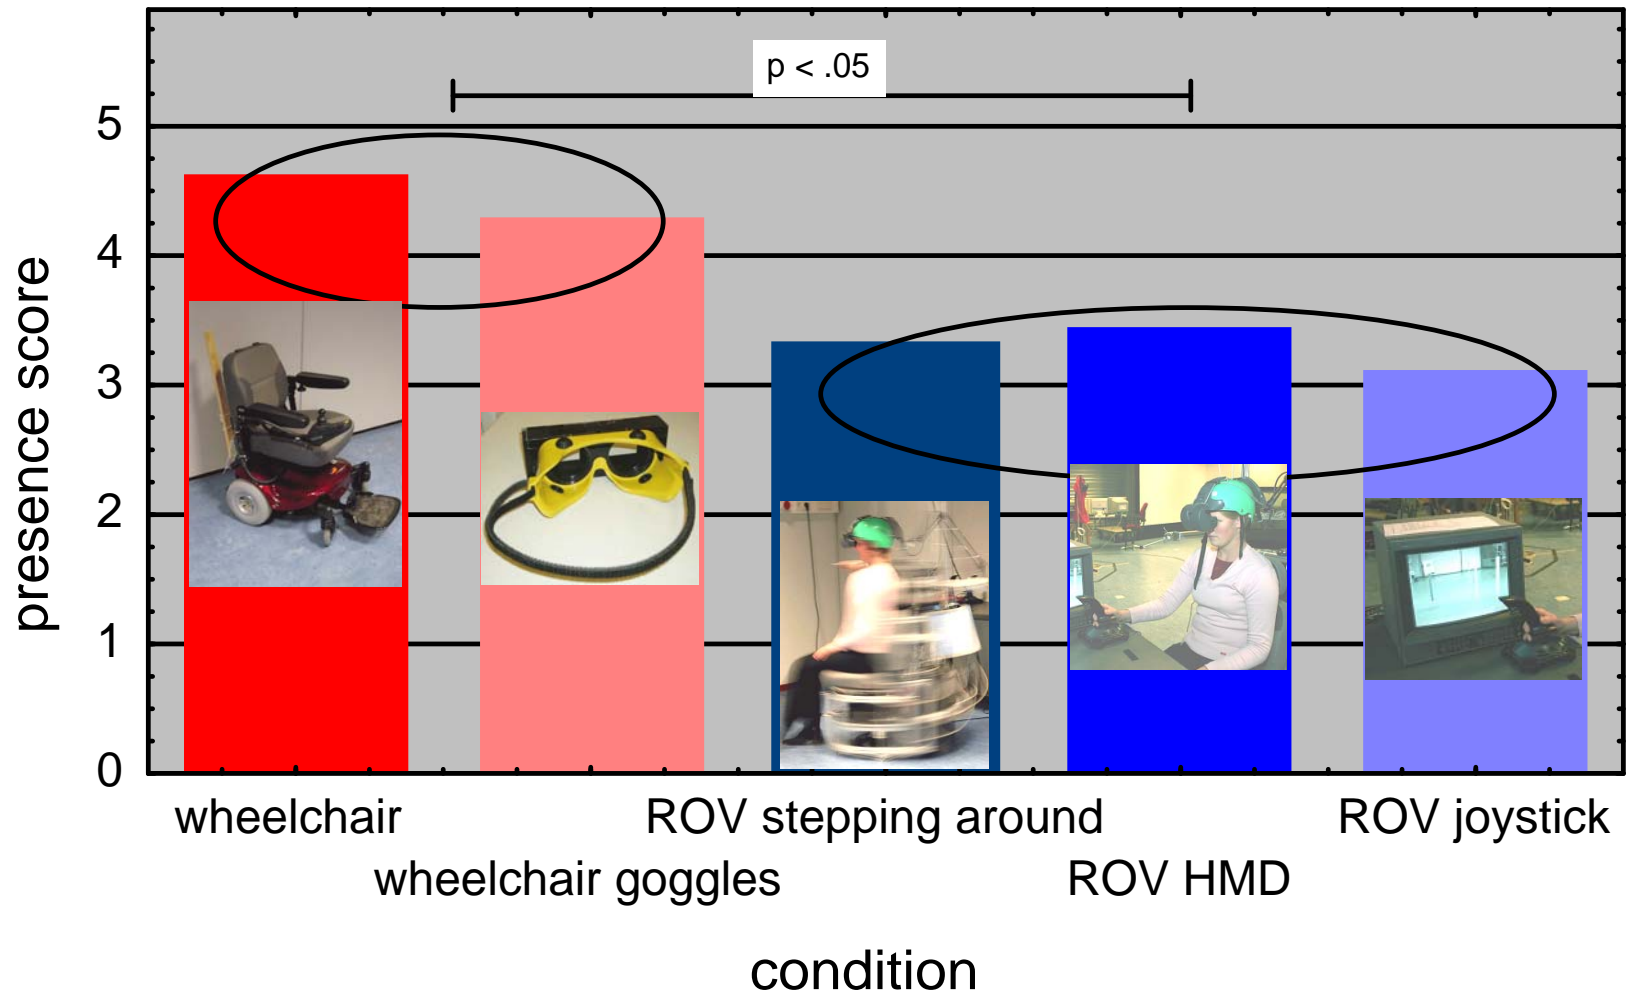 p < .05
5
4
3
2
1
0
presence score
wheelchair
ROV stepping around
ROV joystick
wheelchair goggles
ROV HMD
condition